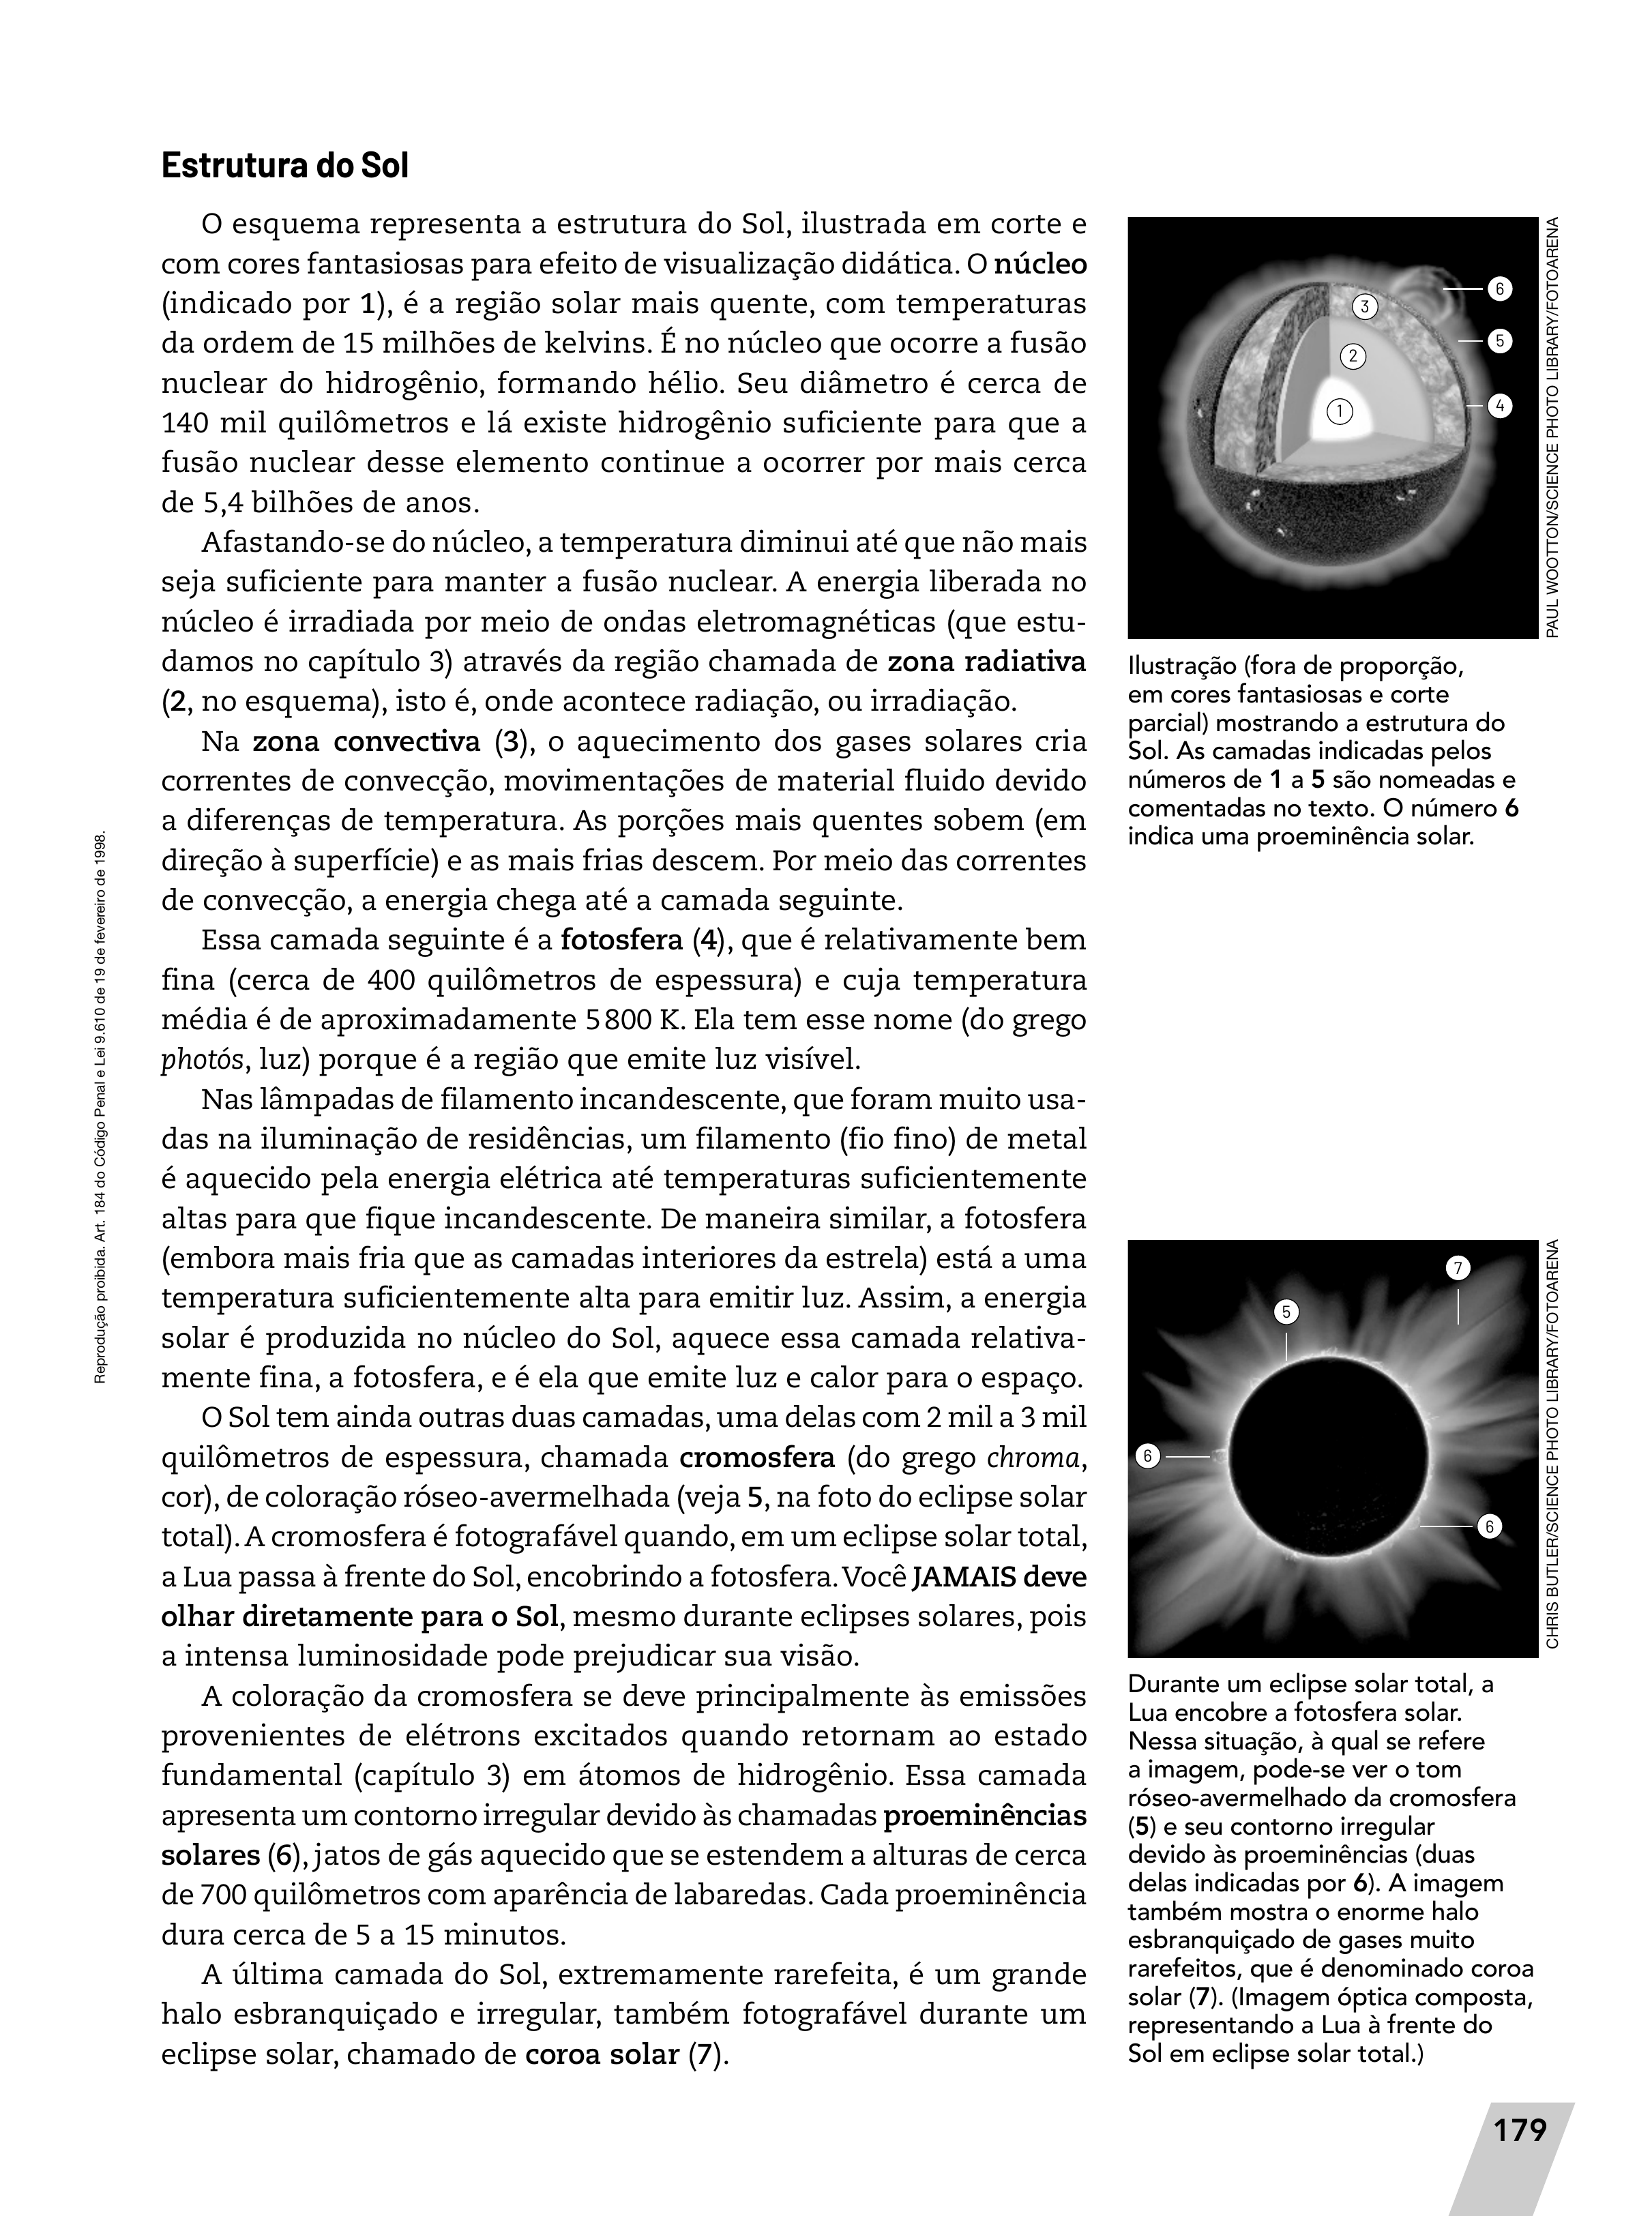 Estrutura do Sol
O esquema representa a estrutura do Sol, ilustrada em corte e
com cores fantasiosas para efeito de visualização didática. O núcleo
(indicado por 1), é a região solar mais quente, com temperaturas
da ordem de 15 milhões de kelvins. É no núcleo que ocorre a fusão
nuclear do hidrogênio, formando hélio. Seu diâmetro é cerca de
140 mil quilômetros e lá existe hidrogênio suficiente para que a
fusão nuclear desse elemento continue a ocorrer por mais cerca
de 5,4 bilhões de anos.
Afastando-se do núcleo, a temperatura diminui até que não mais
seja suficiente para manter a fusão nuclear. A energia liberada no
núcleo é irradiada por meio de ondas eletromagnéticas (que estu-
damos no capítulo 3) através da região chamada de zona radiativa
(2, no esquema), isto é, onde acontece radiação, ou irradiação.
Na zona convectiva (3), o aquecimento dos gases solares cria
correntes de convecção, movimentações de material fluido devido
a diferenças de temperatura. As porções mais quentes sobem (em
direção à superfície) e as mais frias descem. Por meio das correntes
de convecção, a energia chega até a camada seguinte.
Essa camada seguinte é a fotosfera (4), que é relativamente bem
fina (cerca de 400 quilômetros de espessura) e cuja temperatura
média é de aproximadamente 5 800 K. Ela tem esse nome (do grego
photós, luz) porque é a região que emite luz visível.
Nas lâmpadas de filamento incandescente, que foram muito usa-
das na iluminação de residências, um filamento (fio fino) de metal
é aquecido pela energia elétrica até temperaturas suficientemente
altas para que fique incandescente. De maneira similar, a fotosfera
(embora mais fria que as camadas interiores da estrela) está a uma
temperatura suficientemente alta para emitir luz. Assim, a energia
solar é produzida no núcleo do Sol, aquece essa camada relativa-
mente fina, a fotosfera, e é ela que emite luz e calor para o espaço.
O Sol tem ainda outras duas camadas, uma delas com 2 mil a 3 mil
quilômetros de espessura, chamada cromosfera (do grego chroma,
cor), de coloração róseo-avermelhada (veja 5, na foto do eclipse solar
total). A cromosfera é fotografável quando, em um eclipse solar total,
a Lua passa à frente do Sol, encobrindo a fotosfera. Você JAMAIS deve
olhar diretamente para o Sol, mesmo durante eclipses solares, pois
a intensa luminosidade pode prejudicar sua visão.
A coloração da cromosfera se deve principalmente às emissões
provenientes de elétrons excitados quando retornam ao estado
fundamental (capítulo 3) em átomos de hidrogênio. Essa camada
apresenta um contorno irregular devido às chamadas proeminências
solares (6), jatos de gás aquecido que se estendem a alturas de cerca
de 700 quilômetros com aparência de labaredas. Cada proeminência
dura cerca de 5 a 15 minutos.
A última camada do Sol, extremamente rarefeita, é um grande
halo esbranquiçado e irregular, também fotografável durante um
eclipse solar, chamado de coroa solar (7).
6
3
5
2
4
1
PAUL WOOTTON/SCIENCE PHOTO LIBRARY/FOTOARENA
Ilustração (fora de proporção,
em cores fantasiosas e corte
parcial) mostrando a estrutura do
Sol. As camadas indicadas pelos
números de 1 a 5 são nomeadas e
comentadas no texto. O número 6
indica uma proeminência solar.
7
5
6
6
CHRIS BUTLER/SCIENCE PHOTO LIBRARY/FOTOARENA
Durante um eclipse solar total, a
Lua encobre a fotosfera solar.
Nessa situação, à qual se refere
a imagem, pode-se ver o tom
róseo-avermelhado da cromosfera
(5) e seu contorno irregular
devido às proeminências (duas
delas indicadas por 6). A imagem
também mostra o enorme halo
esbranquiçado de gases muito
rarefeitos, que é denominado coroa
solar (7). (Imagem óptica composta,
representando a Lua à frente do
Sol em eclipse solar total.)
Reprodução proibida. Art. 184 do Código Penal e Lei 9.610 de 19 de fevereiro de 1998.
179